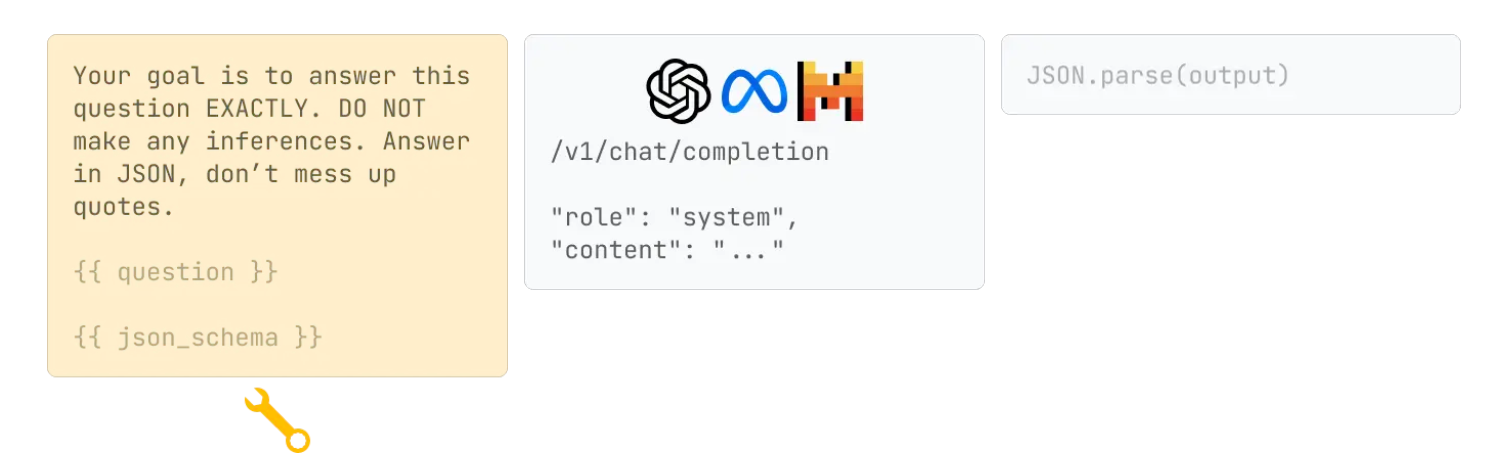 Your goal is to answer this
question EXACTLY. DO NOT
make any inferences. Answer
in JSON, don’t mess up
quotes.
{{ question }}
{{ json_schema }}
/v1/chat/completion
"role": "system",
"content": "..."
JSON.parse(output)